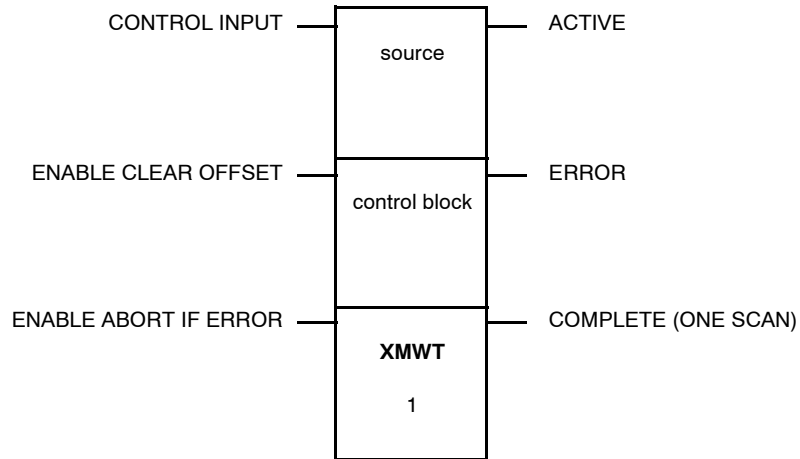 CONTROL INPUT
source
ACTIVE
ENABLE CLEAR OFFSET
control block
ERROR
ENABLE ABORT IF ERROR
XMWT
1
COMPLETE (ONE SCAN)